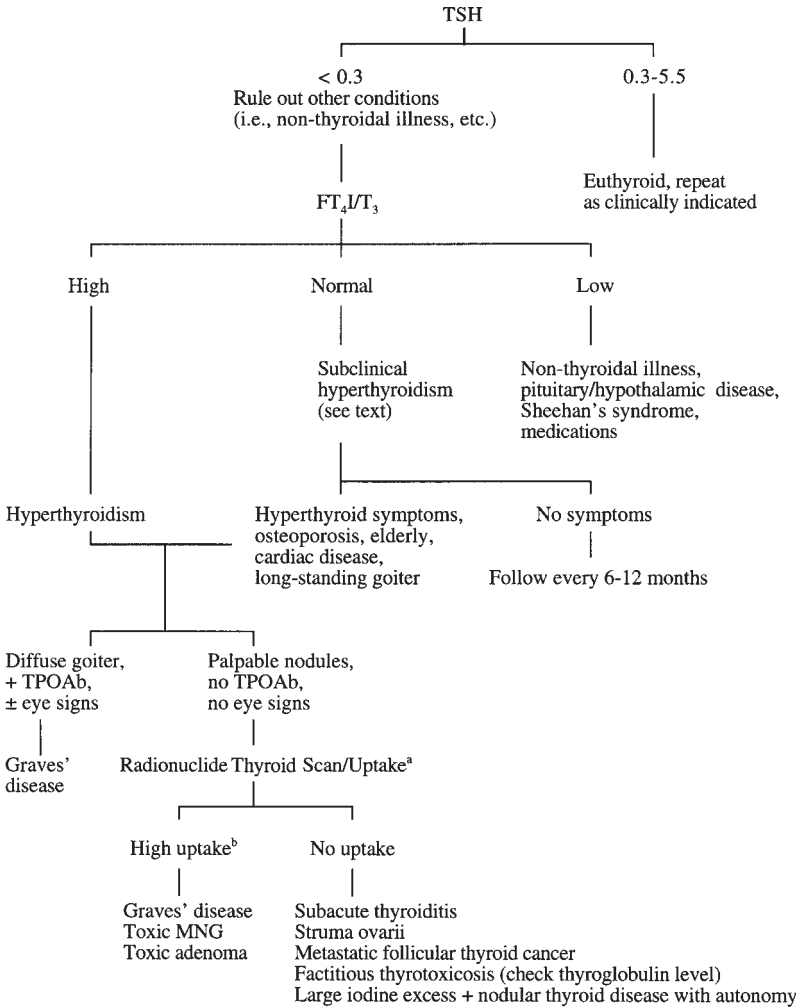 TSH
< 0.3
Rule out other conditions
(i.e., non-thyroidal illness, etc.)
0.3-5.5
Euthyroid, repeat
as clinically indicated
FT₄I/T₃
High
Normal
Low
Subclinical
hyperthyroidism
(see text)
Non-thyroidal illness,
pituitary/hypothalamic disease,
Sheehan's syndrome,
medications
Hyperthyroidism
Hyperthyroid symptoms,
osteoporosis, elderly,
cardiac disease,
long-standing goiter
No symptoms
Follow every 6-12 months
Diffuse goiter,
+ TPOAb,
± eye signs
Palpable nodules,
no TPOAb,
no eye signs
Graves'
disease
Radionuclide Thyroid Scan/Uptakeᵃ
High uptakeᵇ
No uptake
Graves' disease
Toxic MNG
Toxic adenoma
Subacute thyroiditis
Struma ovarii
Metastatic follicular thyroid cancer
Factitious thyrotoxicosis (check thyroglobulin level)
Large iodine excess + nodular thyroid disease with autonomy